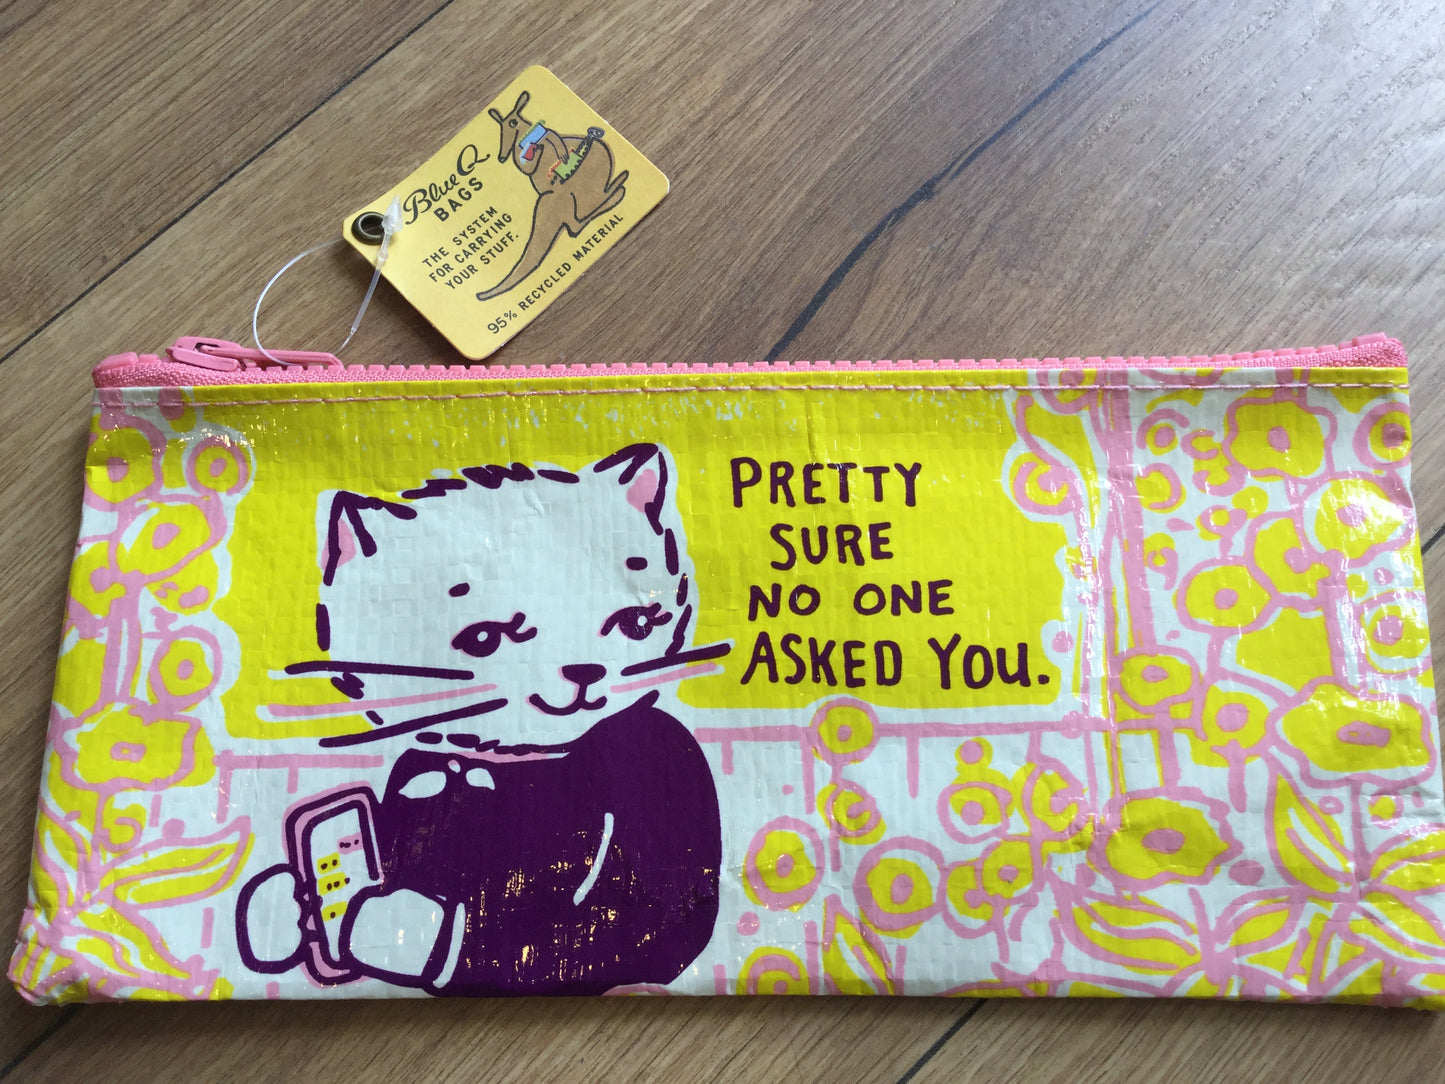 Blue Q
BAGS
THE SYSTEM
FOR CARRYING
YOUR STUFF.
95% RECYCLED MATERIAL
PRETTY
SURE
NO ONE
ASKED YOU.